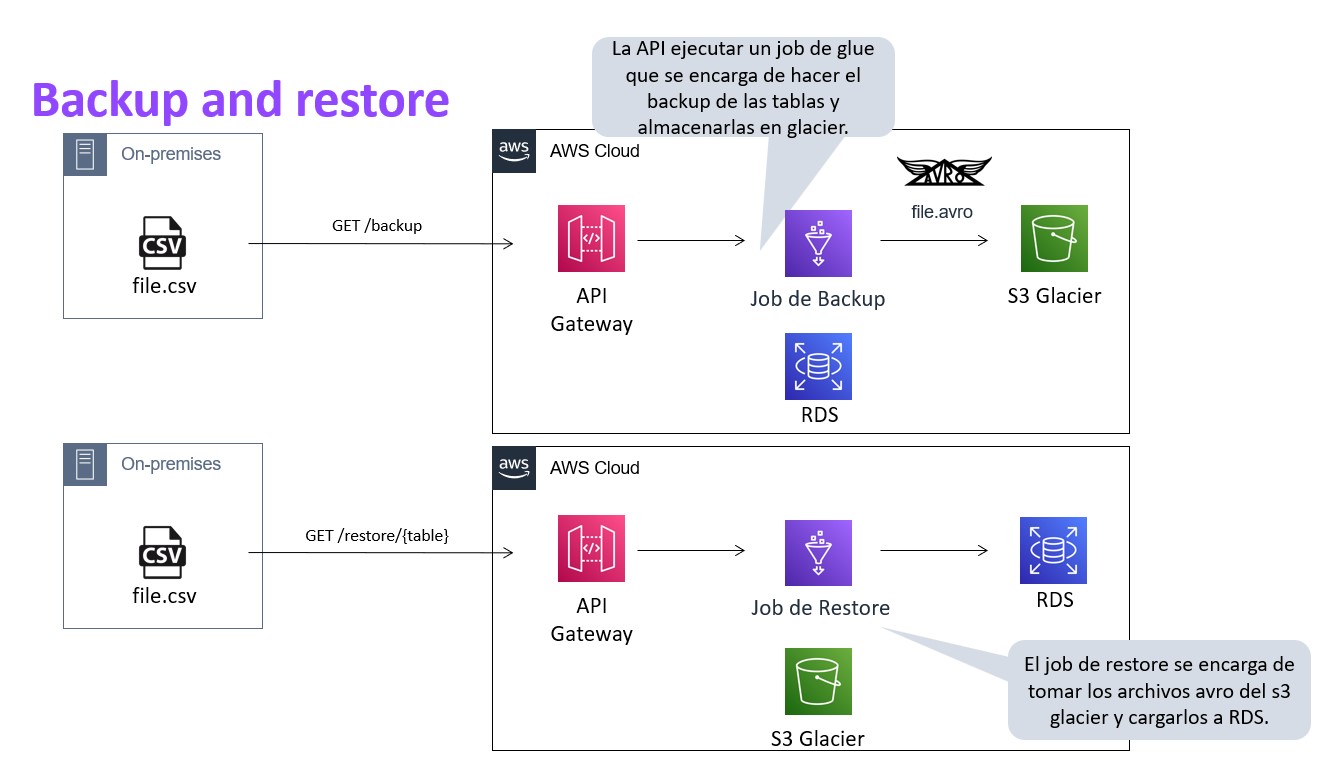 La API ejecutar un job de glue
que se encarga de hacer el
backup de las tablas y
almacenarlas en glacier.
Backup and restore
On-premises
aws
AWS Cloud
AVRO
CSV
file.csv
GET /backup
file.avro
API
Gateway
Job de Backup
S3 Glacier
RDS
On-premises
aws
AWS Cloud
CSV
file.csv
GET /restore/{table}
API
Gateway
Job de Restore
RDS
S3 Glacier
El job de restore se encarga de
tomar los archivos avro del s3
glacier y cargarlos a RDS.